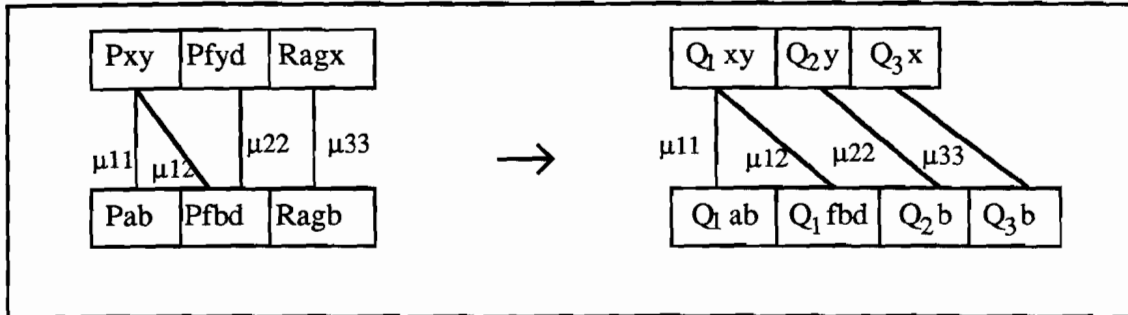 Pxy Pfyd Ragx
Q₁ xy Q₂ y Q₃ x
μ11 μ12 μ22 μ33
→
μ11 μ12 μ22 μ33
Pab Pfbd Ragb
Q₁ ab Q₁ fbd Q₂ b Q₃ b